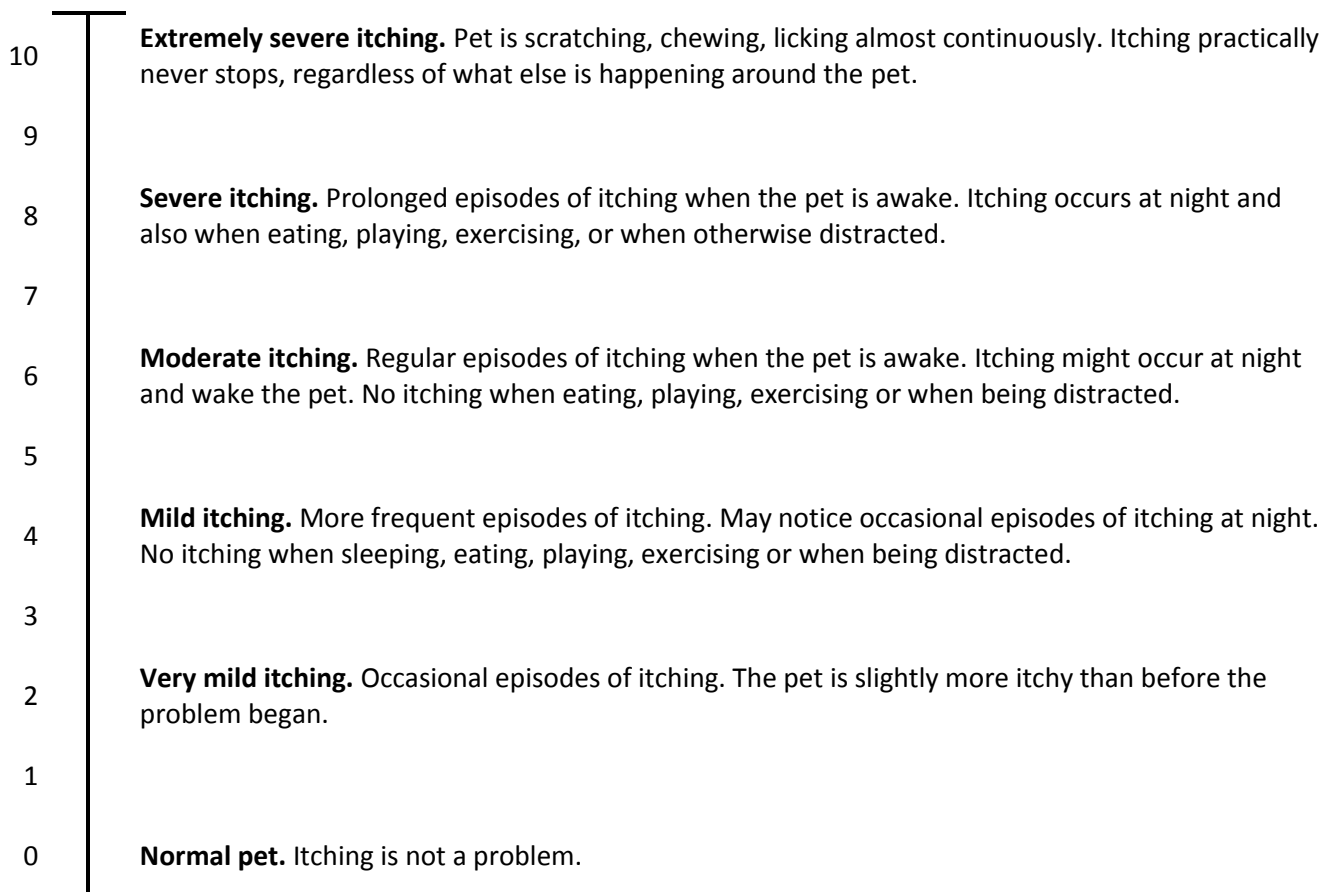 10
Extremely severe itching. Pet is scratching, chewing, licking almost continuously. Itching practically
never stops, regardless of what else is happening around the pet.
9
8
Severe itching. Prolonged episodes of itching when the pet is awake. Itching occurs at night and
also when eating, playing, exercising, or when otherwise distracted.
7
6
Moderate itching. Regular episodes of itching when the pet is awake. Itching might occur at night
and wake the pet. No itching when eating, playing, exercising or when being distracted.
5
4
Mild itching. More frequent episodes of itching. May notice occasional episodes of itching at night.
No itching when sleeping, eating, playing, exercising or when being distracted.
3
2
Very mild itching. Occasional episodes of itching. The pet is slightly more itchy than before the
problem began.
1
0 Normal pet. Itching is not a problem.